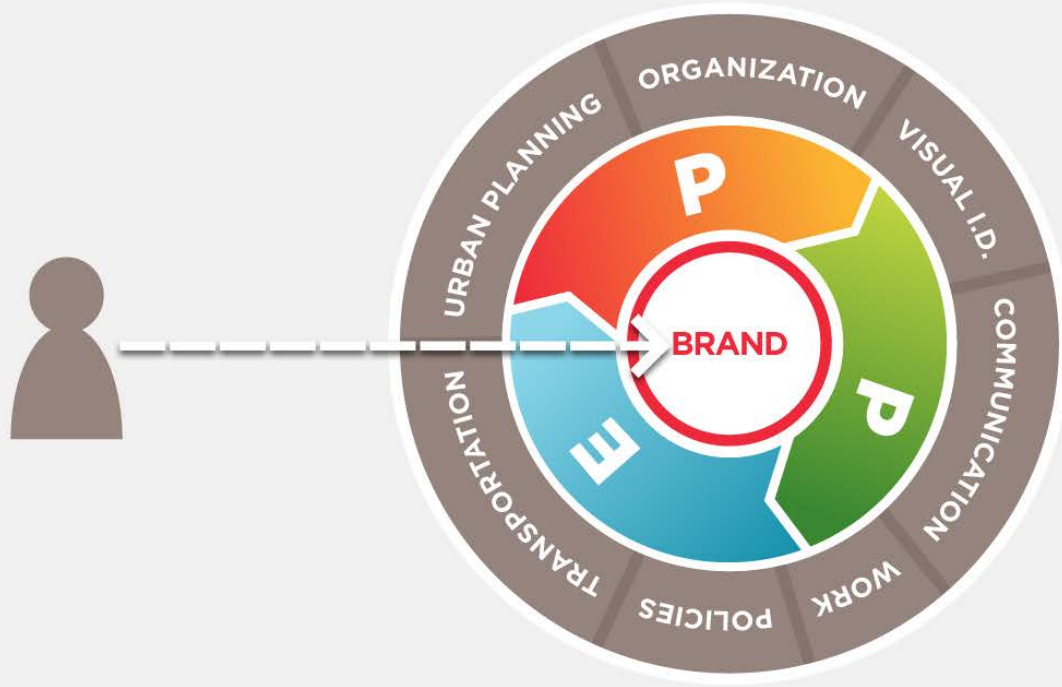 ORGANIZATION
VISUAL I.D.
COMMUNICATION
WORK
POLICIES
TRANSPORTATION
URBAN PLANNING
P
P
E
BRAND